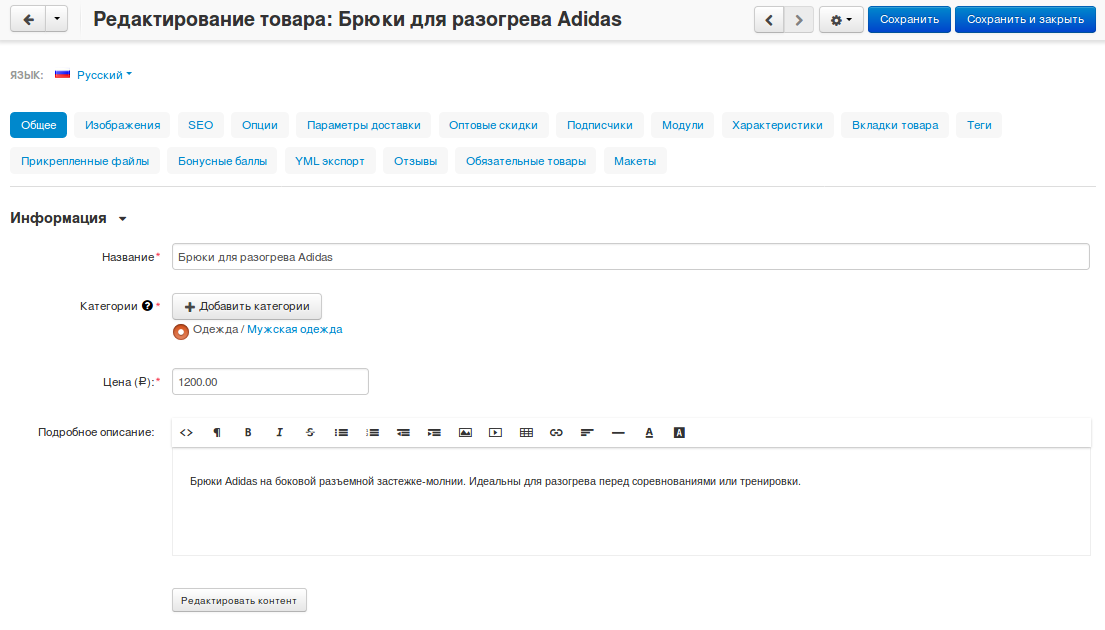 Редактирование товара: Брюки для разогрева Adidas
Сохранить
Сохранить и закрыть
ЯЗЫК: Русский
Общее Изображения SEO Опции Параметры доставки Оптовые скидки Подписчики Модули Характеристики Вкладки товара Теги
Прикрепленные файлы Бонусные баллы YML экспорт Отзывы Обязательные товары Макеты
Информация
Название* Брюки для разогрева Adidas
Категории ? * Добавить категории
Одежда / Мужская одежда
Цена (₽):* 1200.00
Подробное описание: <> ¶ B I S A A
Брюки Adidas на боковой разъемной застежке-молнии. Идеальны для разогрева перед соревнованиями или тренировки.
Редактировать контент